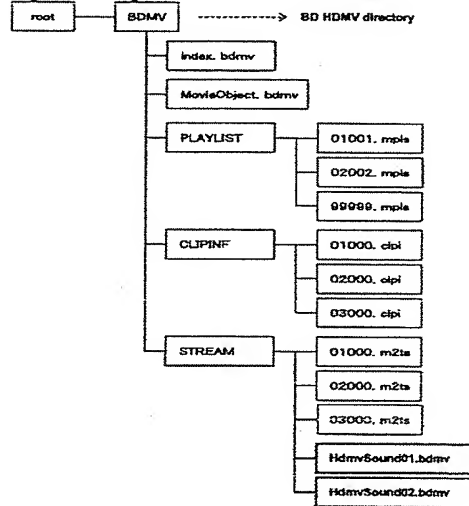 root
BDMV
BD HDMV directory
index. bdmv
MovieObject. bdmv
PLAYLIST
01001. mpls
02002. mpls
99999. mpls
CLIPINF
01000. clpi
02000. clpi
03000. clpi
STREAM
01000. m2ts
02000. m2ts
03000. m2ts
HdmvSound01.bdmv
HdmvSound02.bdmv